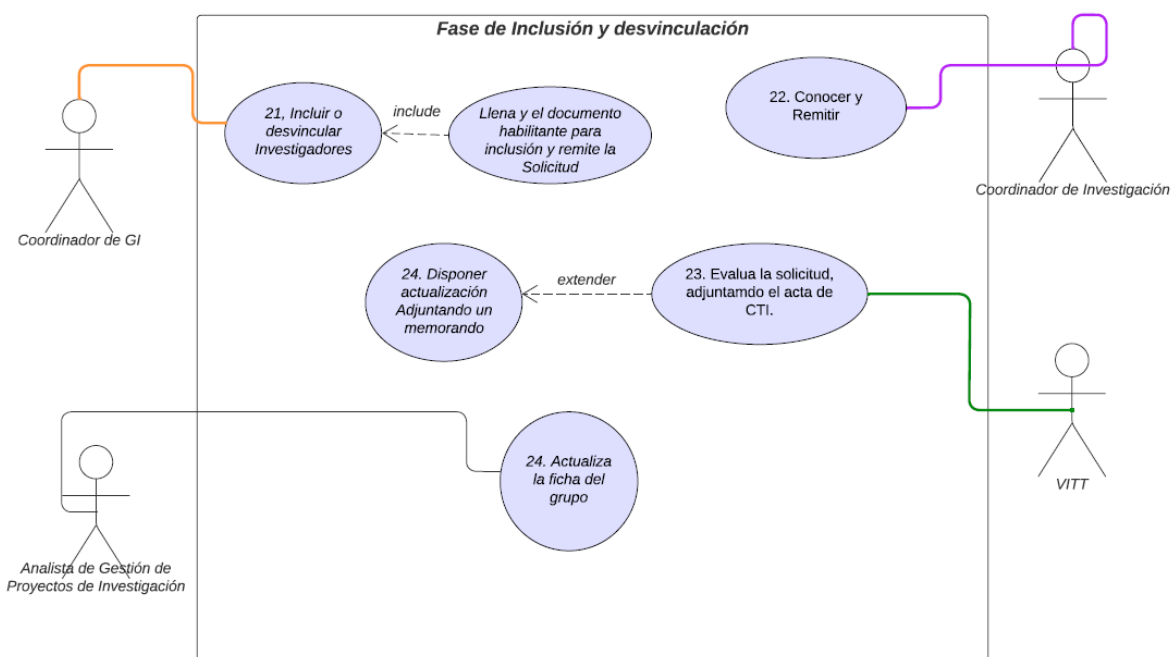 Fase de Inclusión y desvinculación
21, Incluir o
desvincular
Investigadores
include
Llena y el documento
habilitante para
inclusión y remite la
Solicitud
22. Conocer y
Remitir
Coordinador de GI
Coordinador de Investigación
24. Disponer
actualización
Adjuntando un
memorando
extender
23. Evalua la solicitud,
adjuntamdo el acta de
CTI.
24. Actualiza
la ficha del
grupo
VITT
Analista de Gestión de
Proyectos de Investigación